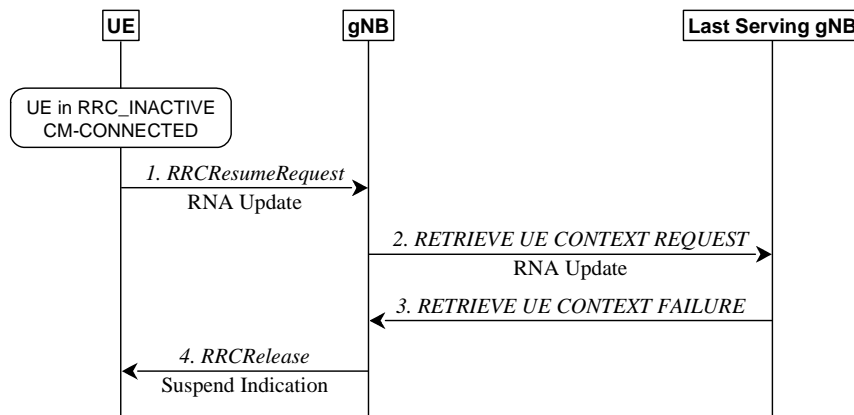 UE
gNB
Last Serving gNB
UE in RRC_INACTIVE
CM-CONNECTED
1. RRCResumeRequest
RNA Update
2. RETRIEVE UE CONTEXT REQUEST
RNA Update
3. RETRIEVE UE CONTEXT FAILURE
4. RRCRelease
Suspend Indication